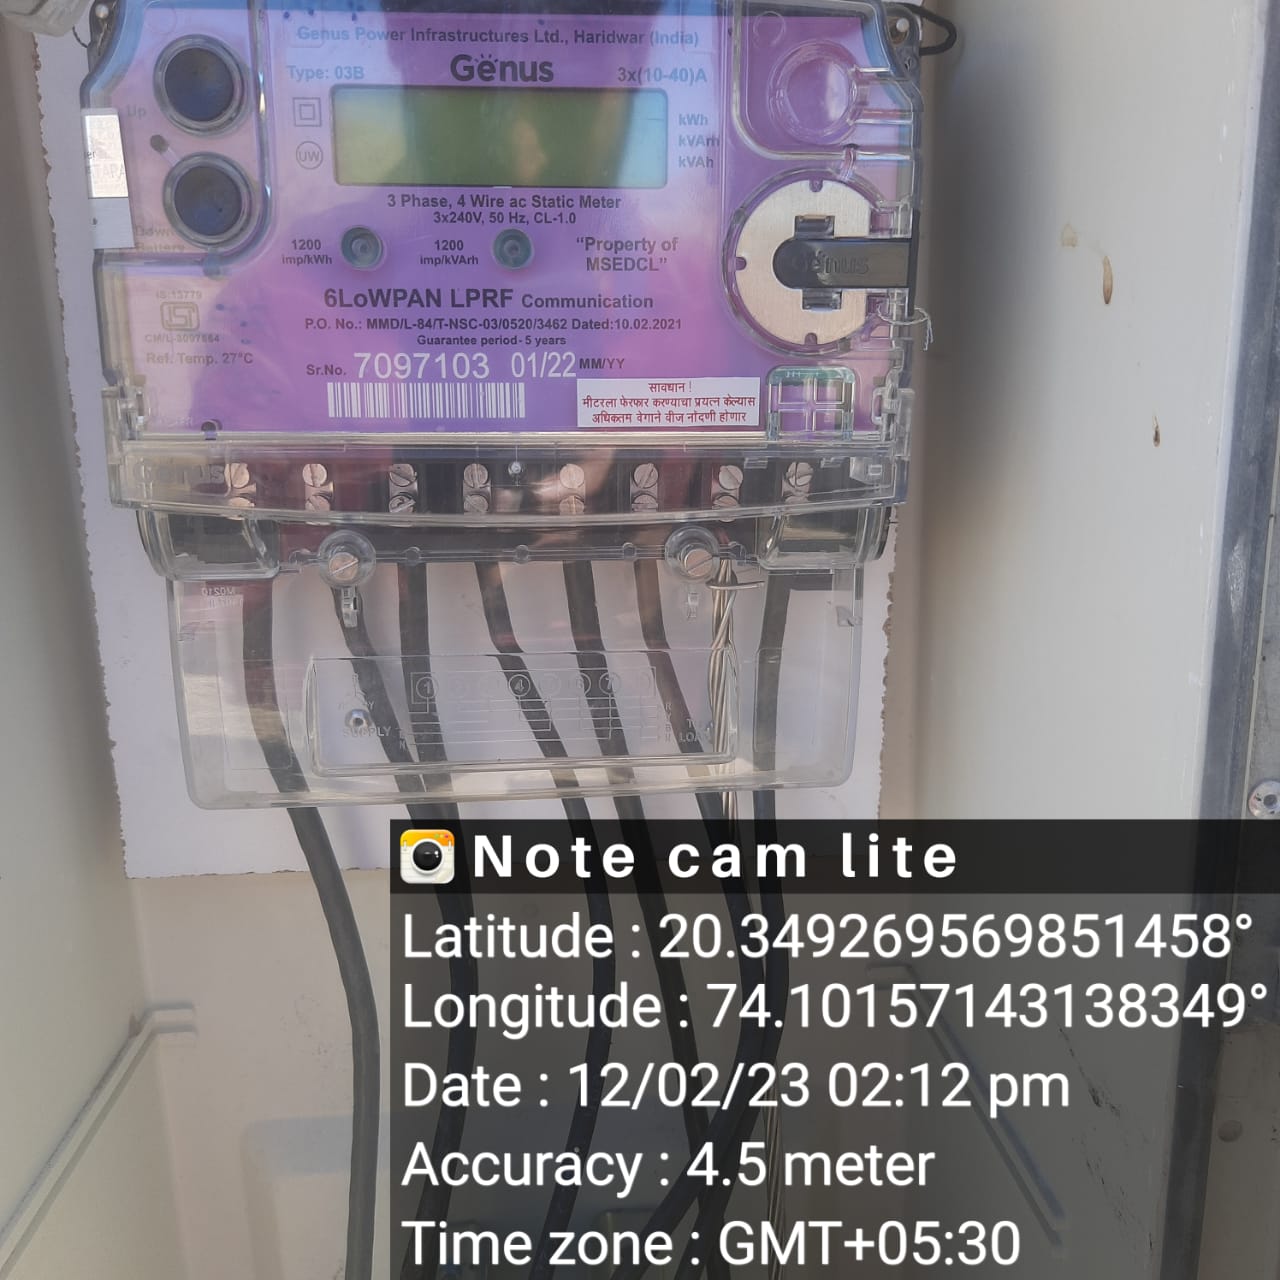 Genus Power Infrastructures Ltd., Haridwar (India)
Type: 03B
Genus
3x(10-40)A
Up
kWh
kVArh
kVAh
UW
3 Phase, 4 Wire ac Static Meter
3x240V, 50 Hz, CL-1.0
Down
Battery
1200
imp/kWh
1200
imp/kVArh
“Property of
MSEDCL”
Genus
6LoWPAN LPRF Communication
IS:13779
ISI
P.O. No.: MMD/L-84/T-NSC-03/0520/3462 Dated:10.02.2021
Guarantee period- 5 years
Ref. Temp. 27°C
Sr.No. 7097103 01/22 MM/YY
सावधान !
मीटरला फेरफार करण्याचा प्रयत्न केल्यास
अधिकतम वेगाने वीज नोंदणी होणार
SUPPLY
LOAD
Note cam lite
Latitude : 20.349269569851458°
Longitude : 74.10157143138349°
Date : 12/02/23 02:12 pm
Accuracy : 4.5 meter
Time zone : GMT+05:30